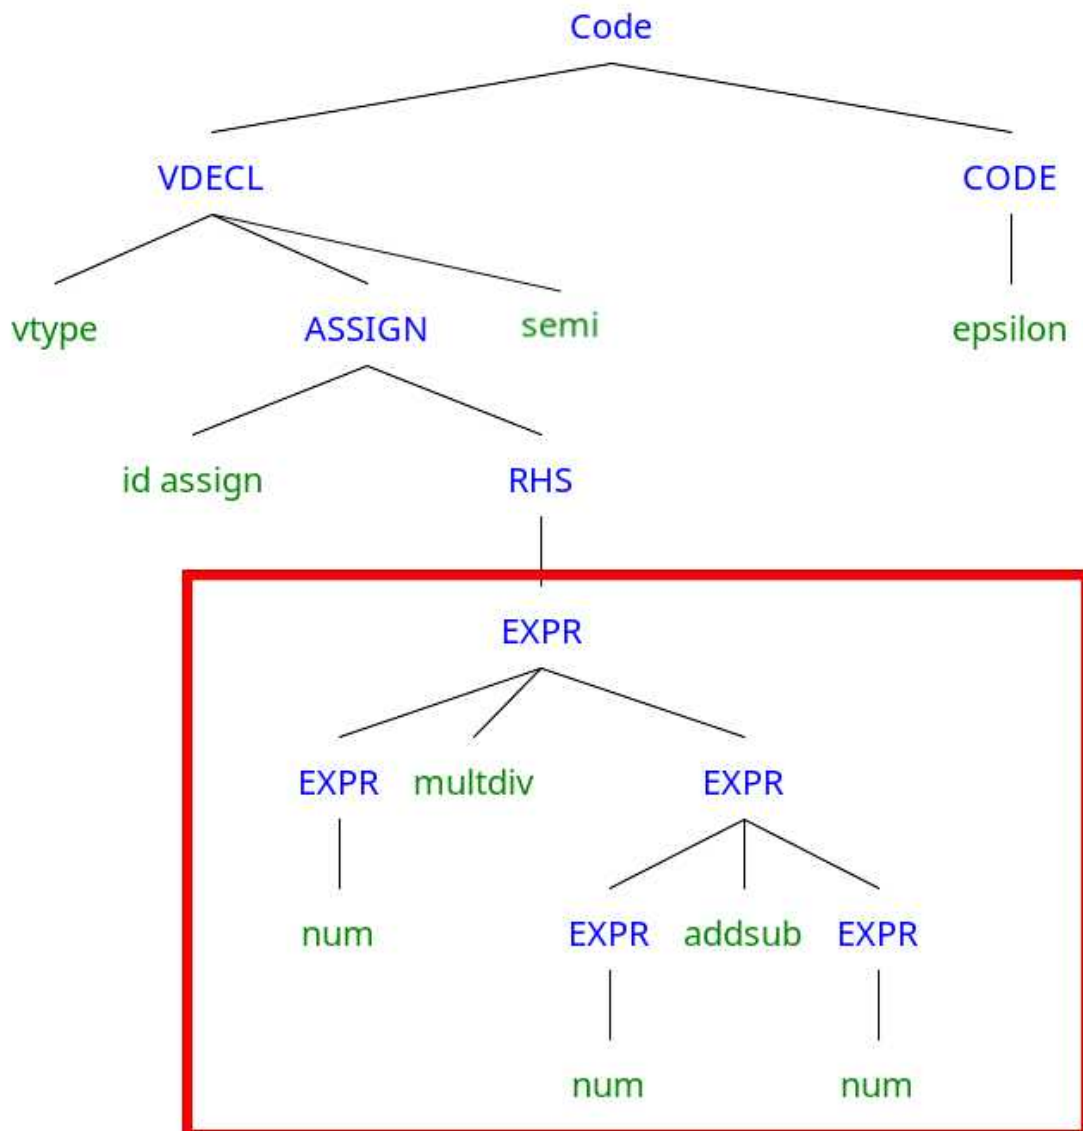 Code
VDECL CODE
vtype ASSIGN semi epsilon
id assign RHS
EXPR
EXPR multdiv EXPR
num EXPR addsub EXPR
num num